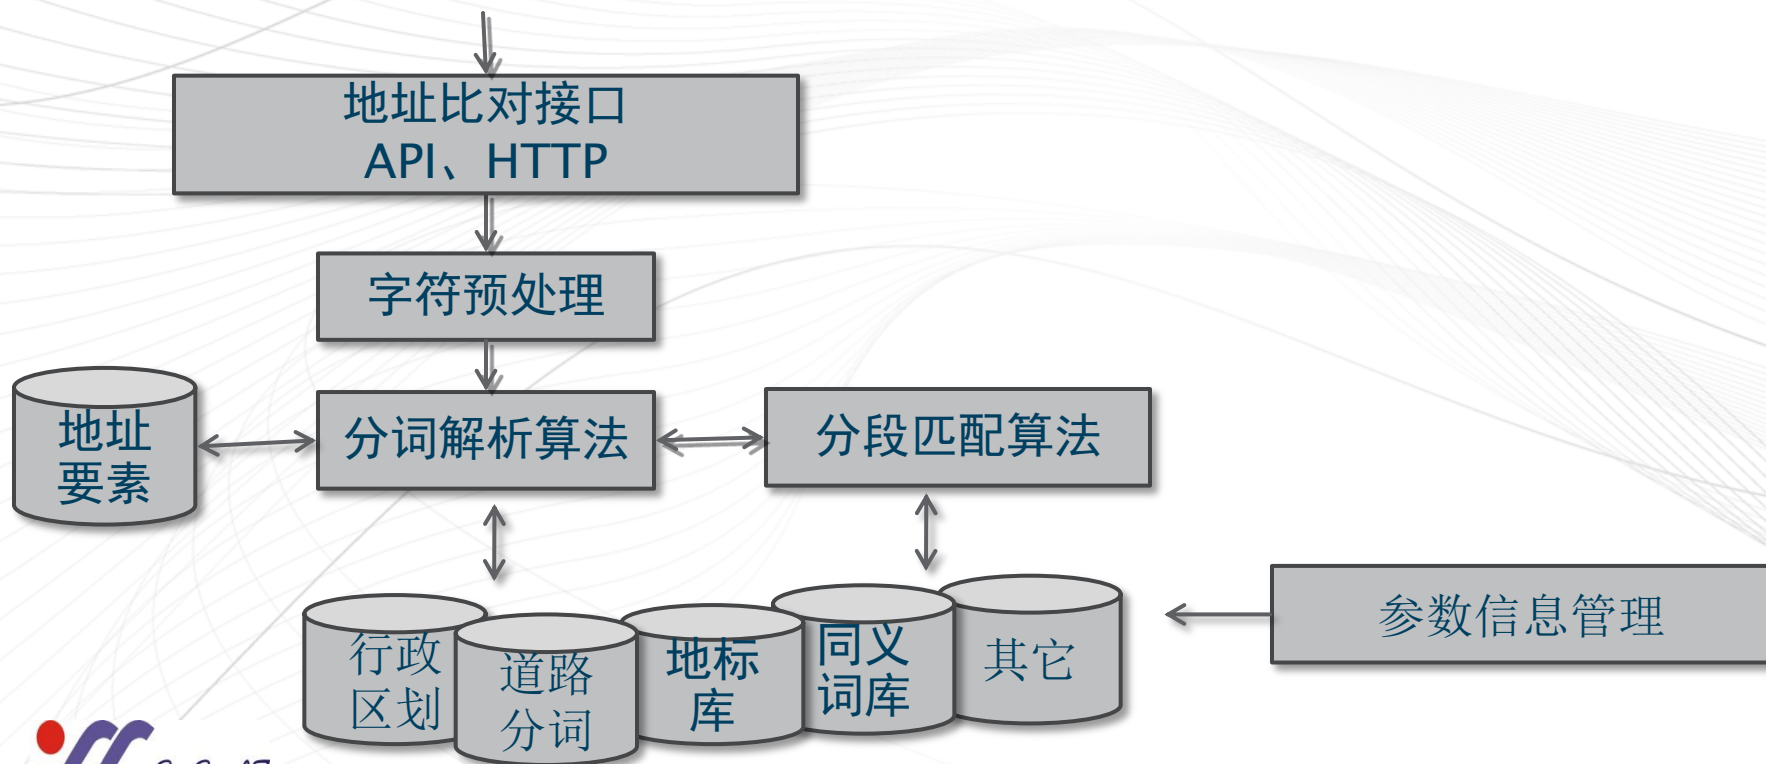 地址比对接口
API、HTTP
字符预处理
地址
要素
分词解析算法
分段匹配算法
行政
区划
道路
分词
地标
库
同义
词库
其它
参数信息管理